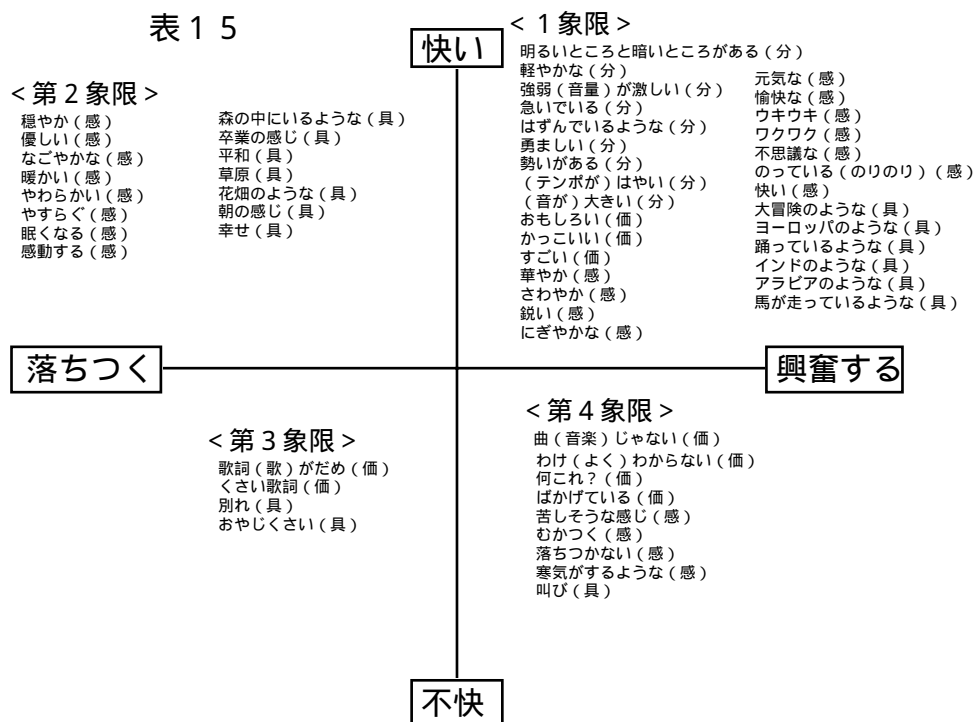 表１５
快い
＜１象限＞
明るいところと暗いところがある（分）
軽やかな（分）
強弱（音量）が激しい（分）
急いでいる（分）
はずんでいるような（分）
勇ましい（分）
勢いがある（分）
（テンポが）はやい（分）
（音が）大きい（分）
おもしろい（価）
かっこいい（価）
すごい（価）
華やか（感）
さわやか（感）
鋭い（感）
にぎやかな（感）
元気な（感）
愉快な（感）
ウキウキ（感）
ワクワク（感）
不思議な（感）
のっている（のりのり）（感）
快い（感）
大冒険のような（具）
ヨーロッパのような（具）
踊っているような（具）
インドのような（具）
アラビアのような（具）
馬が走っているような（具）
＜第２象限＞
穏やか（感）
優しい（感）
なごやかな（感）
暖かい（感）
やわらかい（感）
やすらぐ（感）
眠くなる（感）
感動する（感）
森の中にいるような（具）
卒業の感じ（具）
平和（具）
草原（具）
花畑のような（具）
朝の感じ（具）
幸せ（具）
落ちつく
興奮する
＜第３象限＞
歌詞（歌）がだめ（価）
くさい歌詞（価）
別れ（具）
おやじくさい（具）
＜第４象限＞
曲（音楽）じゃない（価）
わけ（よく）わからない（価）
何これ？（価）
ばかげている（価）
苦しそうな感じ（感）
むかつく（感）
落ちつかない（感）
寒気がするような（感）
叫び（具）
不快